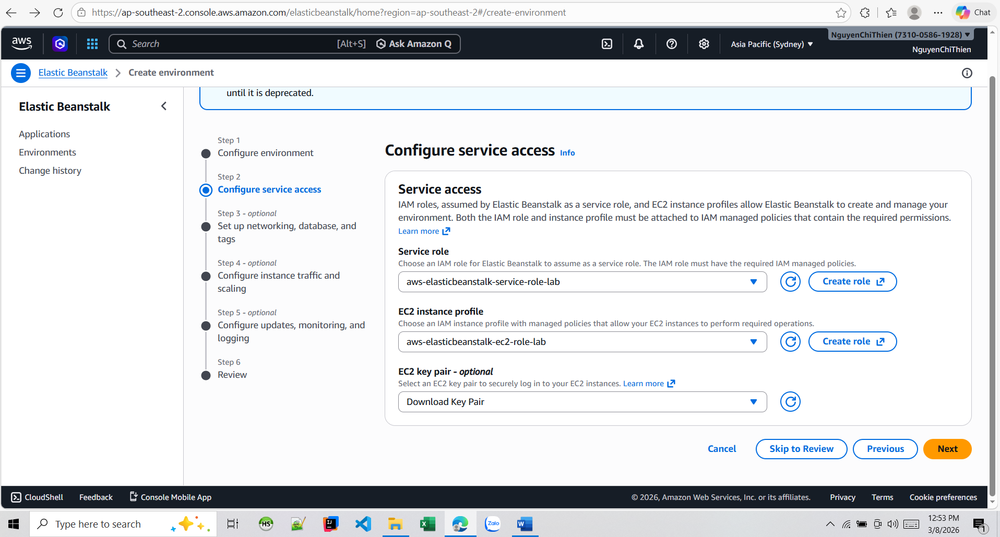 https://ap-southeast-2.console.aws.amazon.com/elasticbeanstalk/home?region=ap-southeast-2#/create-environment
Chat
aws
Search
[Alt+S]
Ask Amazon Q
Asia Pacific (Sydney)
NguyenChiThien (7310-0586-1928)
NguyenChiThien
Elastic Beanstalk
Create environment
Elastic Beanstalk
Applications
Environments
Change history
until it is deprecated.
Step 1
Configure environment
Step 2
Configure service access
Step 3 - optional
Set up networking, database, and
tags
Step 4 - optional
Configure instance traffic and
scaling
Step 5 - optional
Configure updates, monitoring, and
logging
Step 6
Review
Configure service access Info
Service access
IAM roles, assumed by Elastic Beanstalk as a service role, and EC2 instance profiles allow Elastic Beanstalk to create and manage your
environment. Both the IAM role and instance profile must be attached to IAM managed policies that contain the required permissions.
Learn more
Service role
Choose an IAM role for Elastic Beanstalk to assume as a service role. The IAM role must have the required IAM managed policies.
aws-elasticbeanstalk-service-role-lab
Create role
EC2 instance profile
Choose an IAM instance profile with managed policies that allow your EC2 instances to perform required operations.
aws-elasticbeanstalk-ec2-role-lab
Create role
EC2 key pair - optional
Select an EC2 key pair to securely log in to your EC2 instances. Learn more
Download Key Pair
Cancel
Skip to Review
Previous
Next
CloudShell
Feedback
Console Mobile App
© 2026, Amazon Web Services, Inc. or its affiliates.
Privacy
Terms
Cookie preferences
Type here to search
HS
IJ
X
Zalo
W
12:53 PM
3/8/2026
1